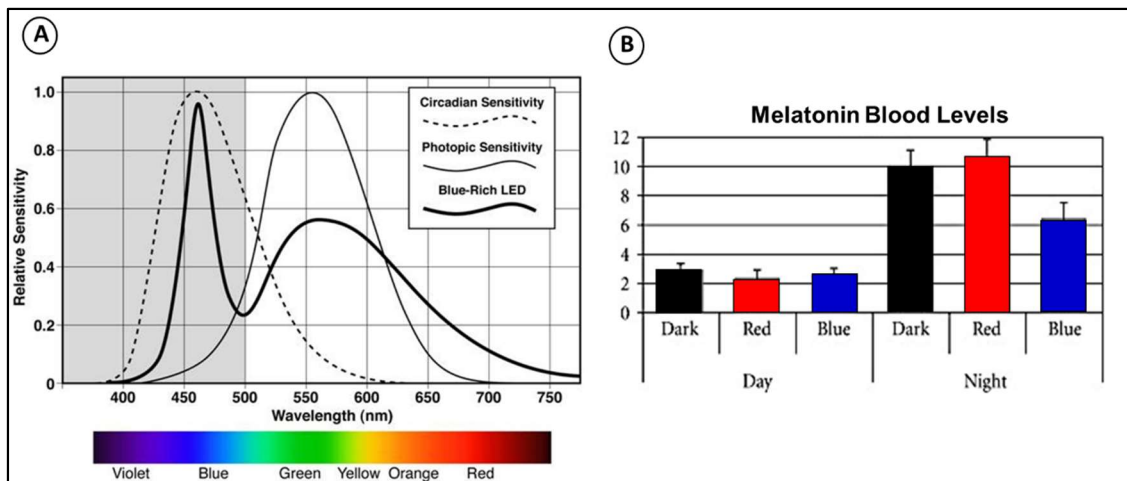 A
Relative Sensitivity
1.0
0.8
0.6
0.4
0.2
0
Circadian Sensitivity
Photopic Sensitivity
Blue-Rich LED
400 450 500 550 600 650 700 750
Wavelength (nm)
Violet Blue Green Yellow Orange Red
B
Melatonin Blood Levels
12
10
8
6
4
2
0
Dark Red Blue Dark Red Blue
Day Night